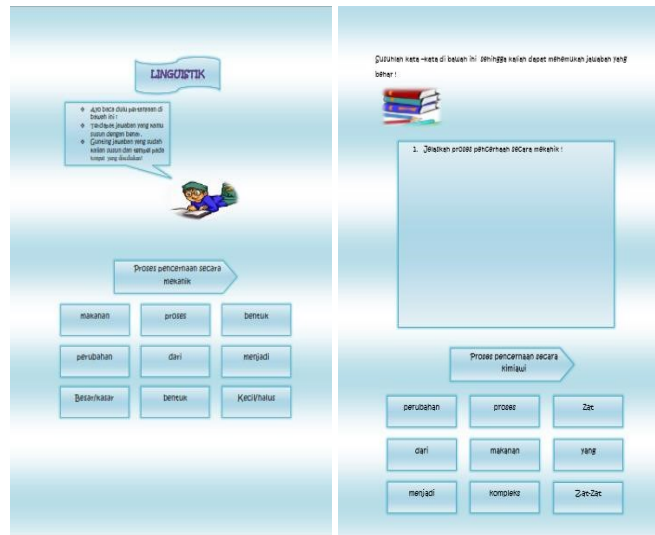 LINGUISTIK
Ayo baca dulu pertanyaan di
bawah ini !
Terdapat jawaban yang kamu
susun dengan benar.
Gunting jawaban yang sudah
kalian susun dan tempel pada
tempat yang disediakan!
Proses pencernaan secara
mekanik
makanan proses bentuk
perubahan dari menjadi
Besar/kasar bentuk Kecil/halus
Susunlah kata –kata di bawah ini sehingga kalian dapat menemukan jawaban yang
benar !
1. Jelaskan proses pencernaan secara mekanik !
Proses pencernaan secara
kimiawi
perubahan proses Zat
dari makanan yang
menjadi kompleks Zat-Zat